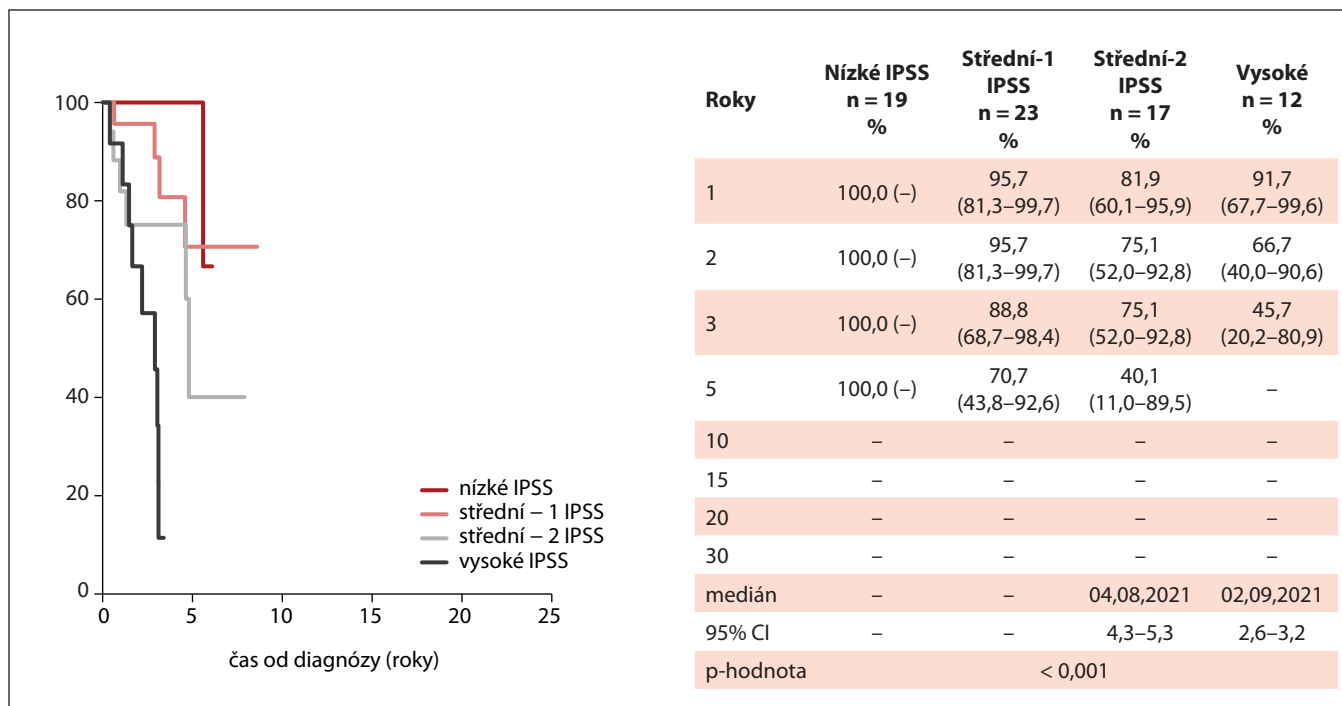 100
80
60
40
20
0
0 5 10 15 20 25
čas od diagnózy (roky)
nízké IPSS
střední – 1 IPSS
střední – 2 IPSS
vysoké IPSS
Roky
Nízké IPSS
n = 19
%
Střední-1
IPSS
n = 23
%
Střední-2
IPSS
n = 17
%
Vysoké
n = 12
%
1 100,0 (–) 95,7 81,9 91,7
(81,3–99,7) (60,1–95,9) (67,7–99,6)
2 100,0 (–) 95,7 75,1 66,7
(81,3–99,7) (52,0–92,8) (40,0–90,6)
3 100,0 (–) 88,8 75,1 45,7
(68,7–98,4) (52,0–92,8) (20,2–80,9)
5 100,0 (–) 70,7 40,1 –
(43,8–92,6) (11,0–89,5)
10 – – – –
15 – – – –
20 – – – –
30 – – – –
medián – – 04,08,2021 02,09,2021
95% CI – – 4,3–5,3 2,6–3,2
p-hodnota < 0,001